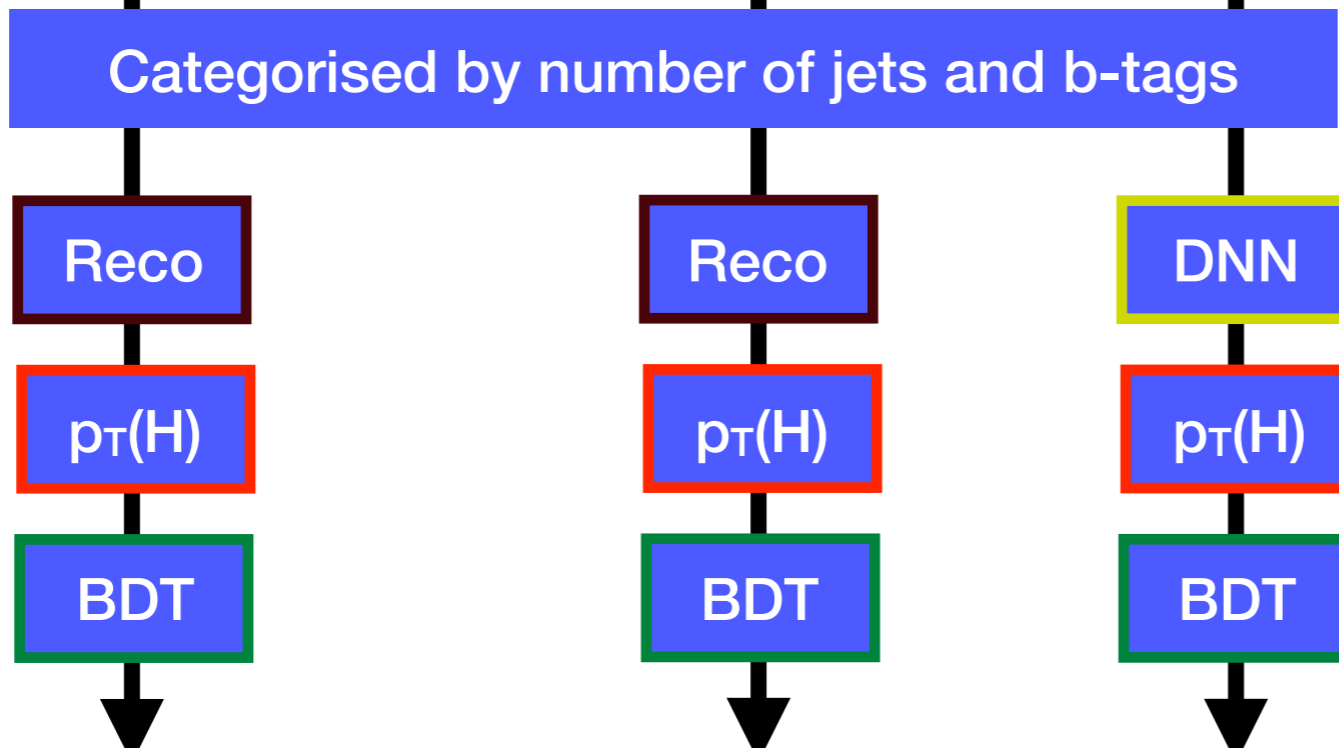 Categorised by number of jets and b-tags
Reco Reco DNN
pT(H) pT(H) pT(H)
BDT BDT BDT